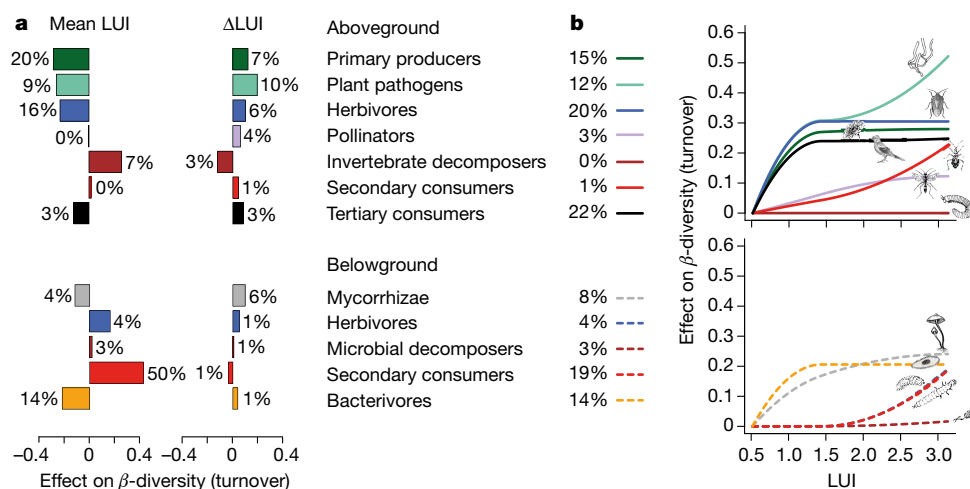 a Mean LUI ΔLUI Aboveground b
20% 7% Primary producers 15%
9% 10% Plant pathogens 12%
16% 6% Herbivores 20%
0% 4% Pollinators 3%
7% 3% Invertebrate decomposers 0%
0% 1% Secondary consumers 1%
3% 3% Tertiary consumers 22%
Belowground
4% 6% Mycorrhizae 8%
4% 1% Herbivores 4%
3% 1% Microbial decomposers 3%
50% 1% Secondary consumers 19%
14% 1% Bacterivores 14%
−0.4 0 0.4 −0.4 0 0.4
Effect on β-diversity (turnover)
Effect on β-diversity (turnover)
0.6
0.5
0.4
0.3
0.2
0.1
0
0.6
0.5
0.4
0.3
0.2
0.1
0
0.5 1.0 1.5 2.0 2.5 3.0
LUI